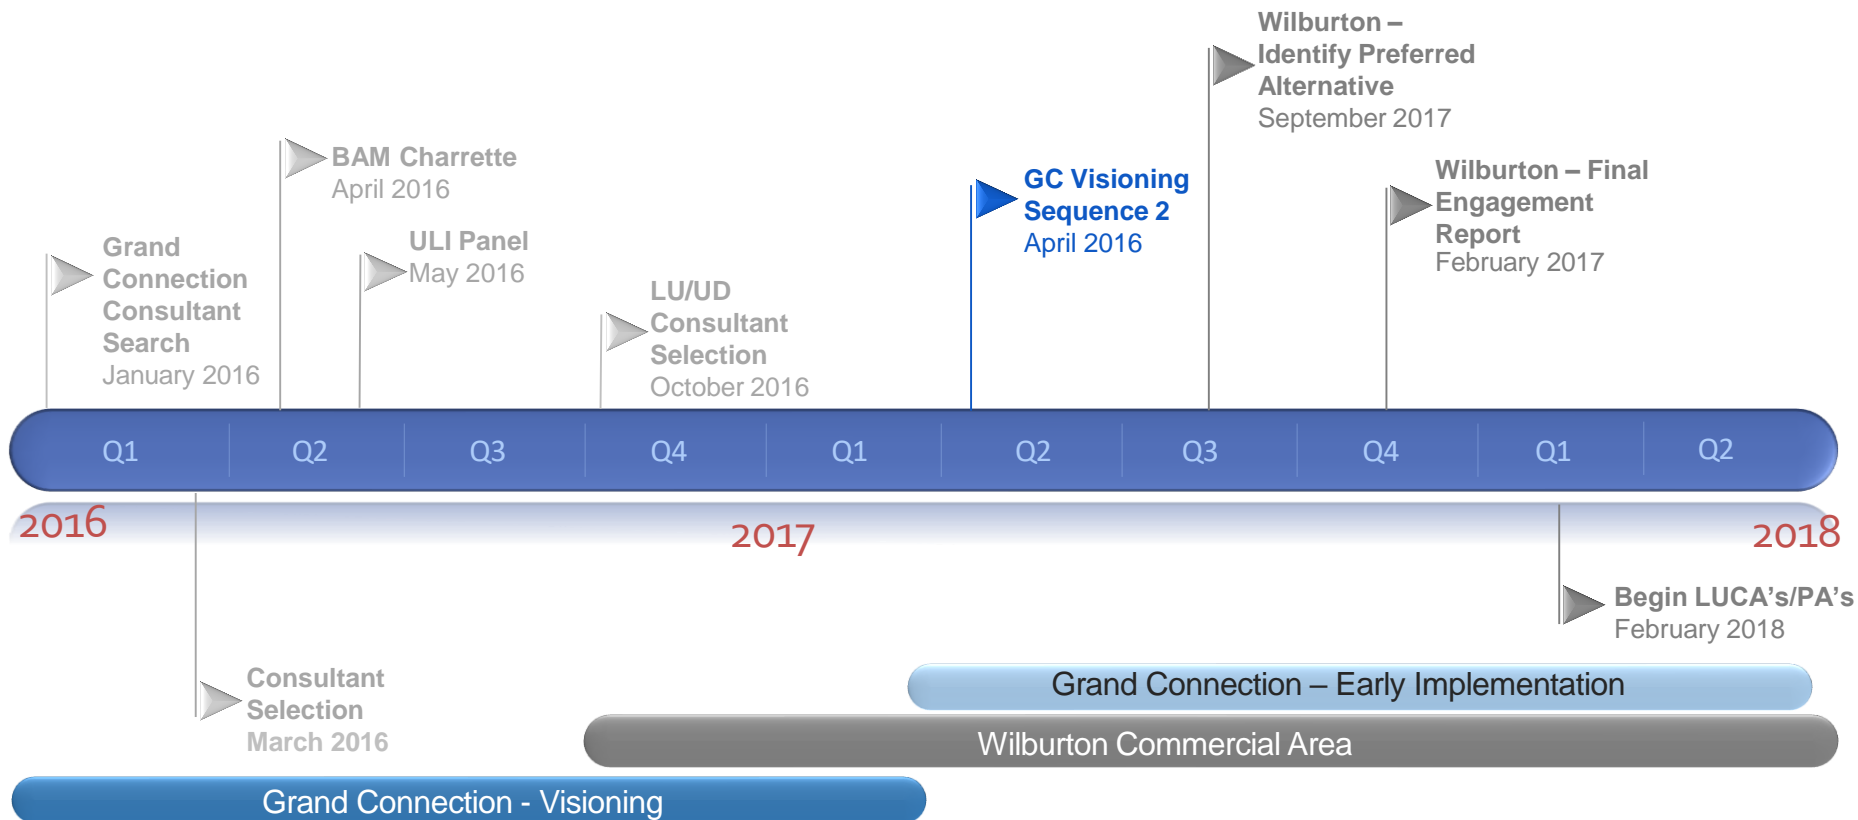 Wilburton –
Identify Preferred
Alternative
September 2017
BAM Charrette
April 2016
GC Visioning
Sequence 2
April 2016
Wilburton – Final
Engagement
Report
February 2017
Grand
Connection
Consultant
Search
January 2016
ULI Panel
May 2016
LU/UD
Consultant
Selection
October 2016
Q1 Q2 Q3 Q4 Q1 Q2 Q3 Q4 Q1 Q2
2016 2017 2018
Begin LUCA's/PA's
February 2018
Consultant
Selection
March 2016
Grand Connection – Early Implementation
Wilburton Commercial Area
Grand Connection - Visioning